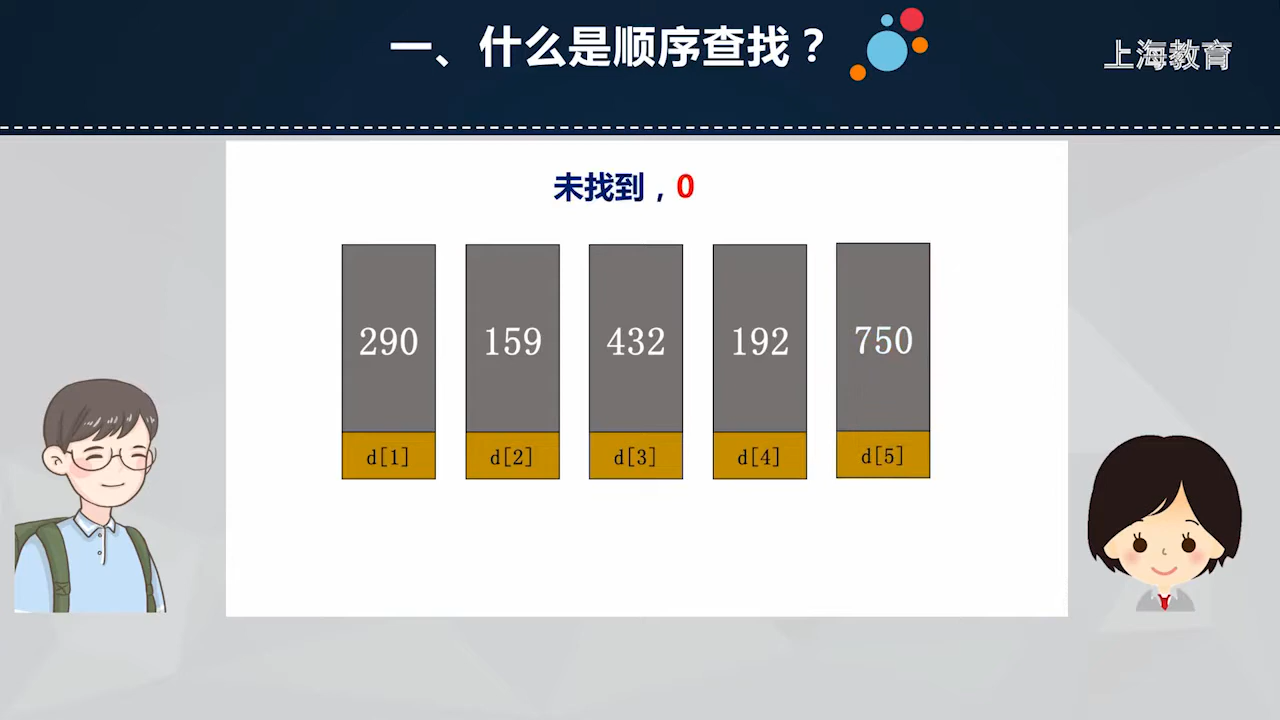 一、什么是顺序查找？
上海教育
未找到，0
290 159 432 192 750
d[1] d[2] d[3] d[4] d[5]